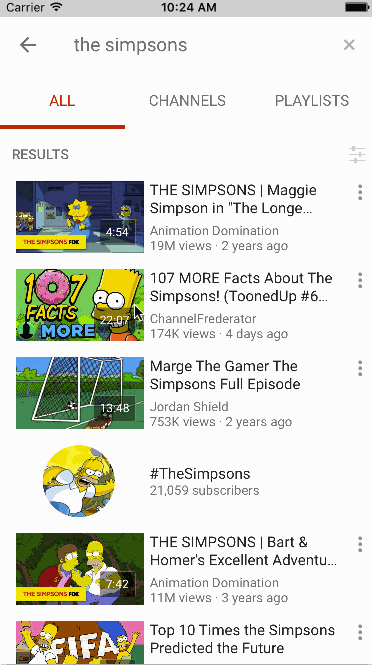 Carrier 10:24 AM
the simpsons
ALL CHANNELS PLAYLISTS
RESULTS
4:54
THE SIMPSONS FOX
THE SIMPSONS | Maggie
Simpson in "The Longe...
Animation Domination
19M views · 2 years ago
107
FACTS
MORE
22:07
107 MORE Facts About The
Simpsons! (ToonedUp #6...
ChannelFrederator
174K views · 4 days ago
13:48
Marge The Gamer The
Simpsons Full Episode
Jordan Shield
753K views · 2 years ago
#TheSimpsons
21,059 subscribers
7:42
THE SIMPSONS FOX
THE SIMPSONS | Bart &
Homer's Excellent Adventu...
Animation Domination
11M views · 3 years ago
FIFA
Top 10 Times the Simpsons
Predicted the Future